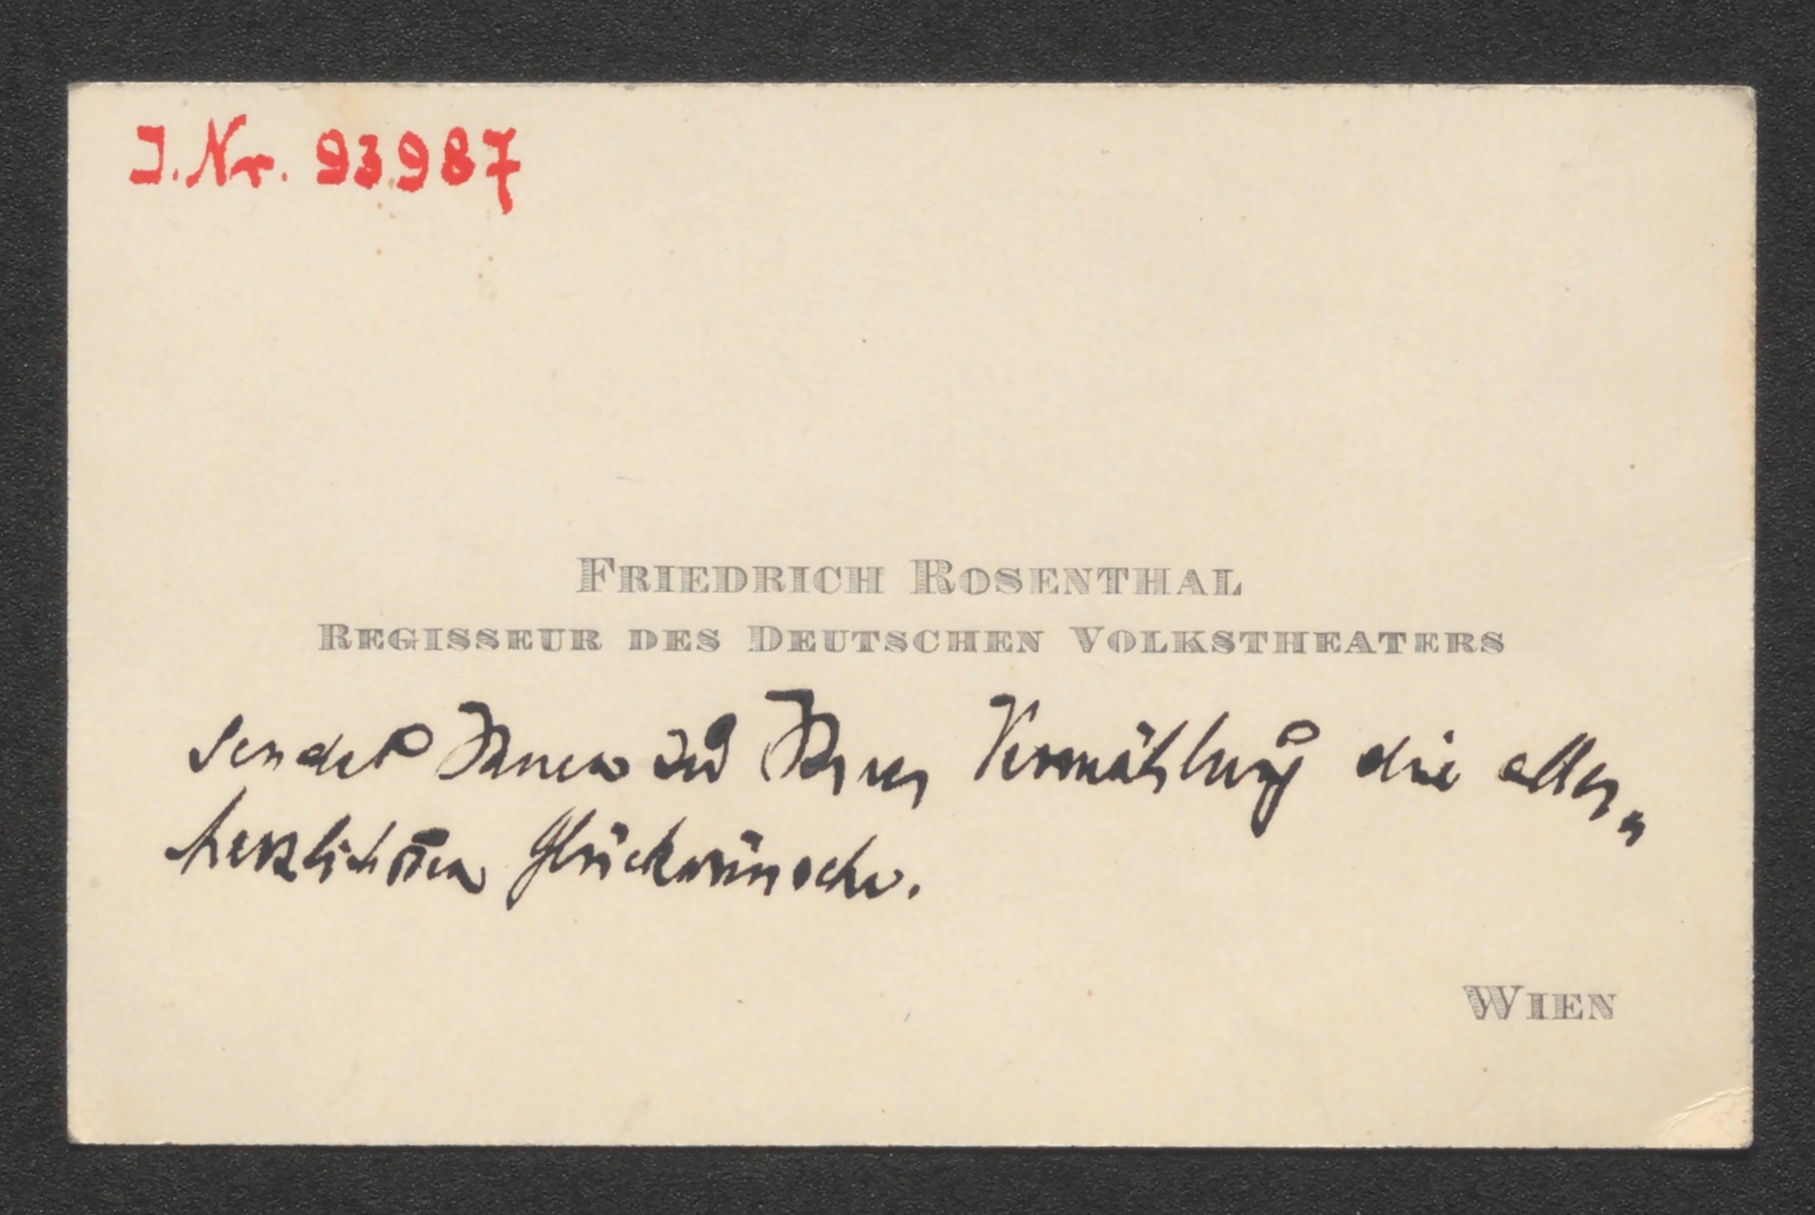 I. Nr. 93987
FRIEDRICH ROSENTHAL
REGISSEUR DES DEUTSCHEN VOLKSTHEATERS
sendet Ihnen zu Ihrer Vermählung die aller„
herzlichsten Glückwünsche.
WIEN